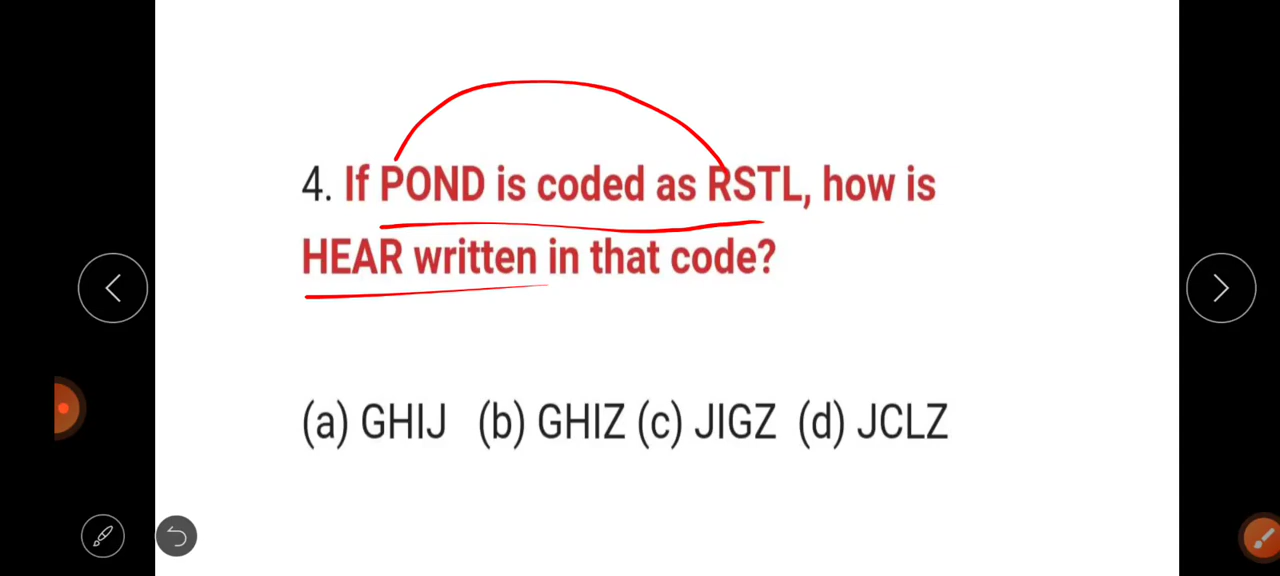 4. If POND is coded as RSTL, how is
HEAR written in that code?
(a) GHIJ (b) GHIZ (c) JIGZ (d) JCLZ